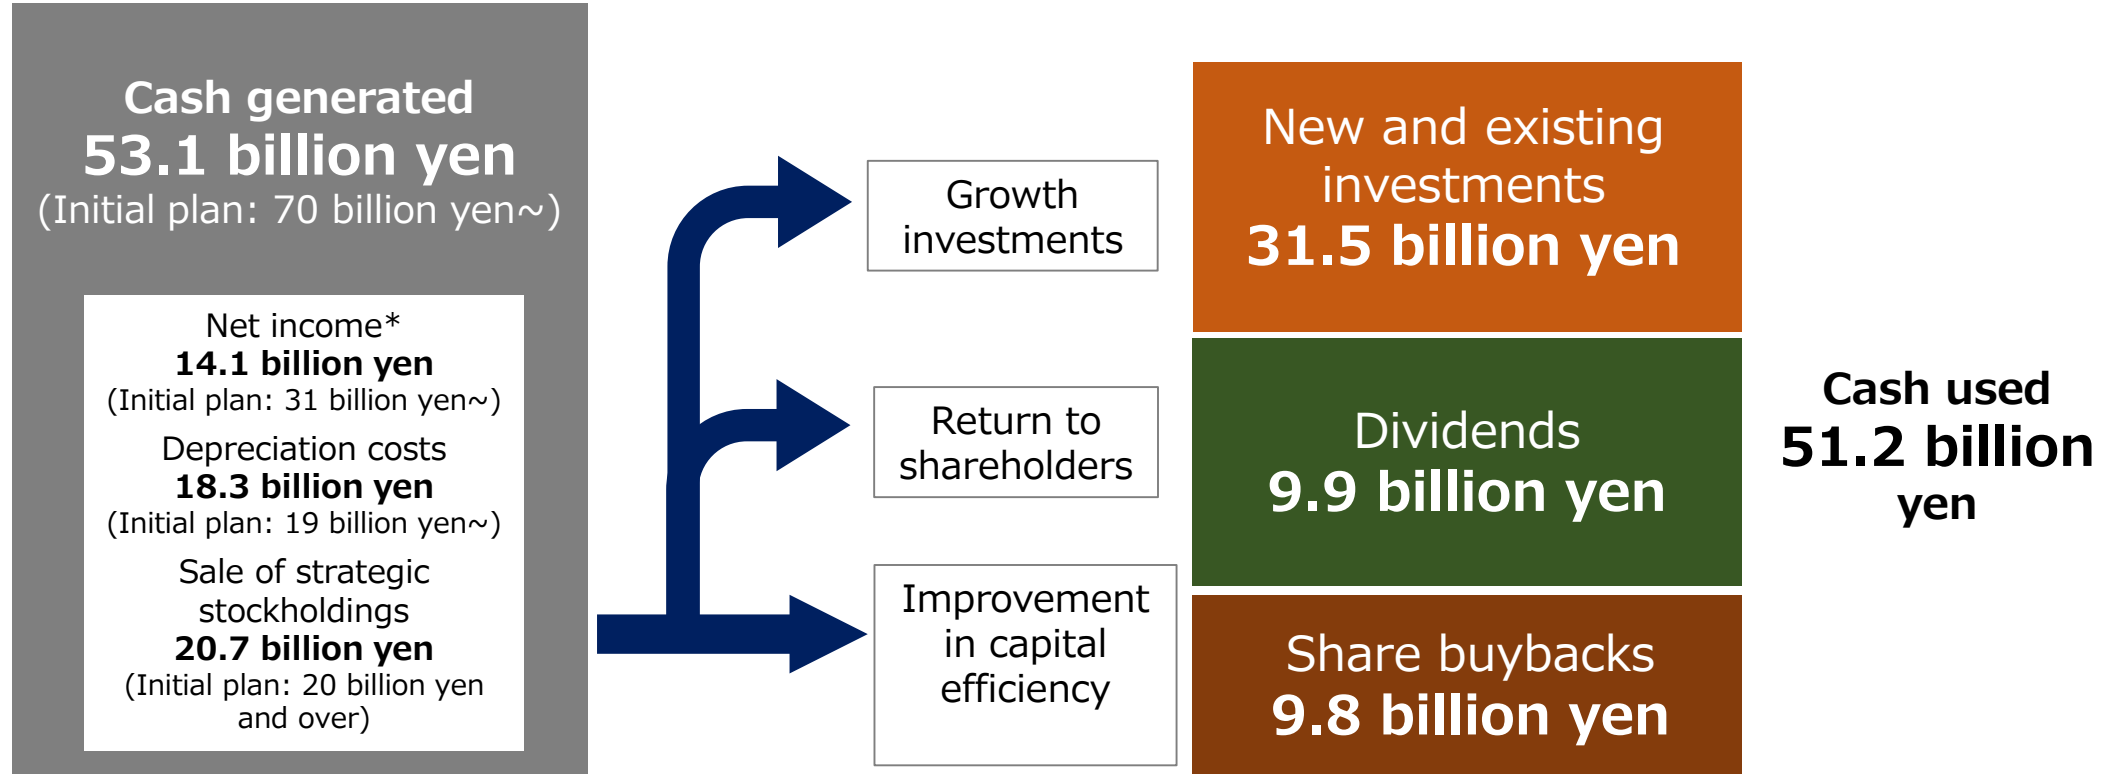 Cash generated
53.1 billion yen
(Initial plan: 70 billion yen~)
Net income*
14.1 billion yen
(Initial plan: 31 billion yen~)
Depreciation costs
18.3 billion yen
(Initial plan: 19 billion yen~)
Sale of strategic
stockholdings
20.7 billion yen
(Initial plan: 20 billion yen
and over)
Growth
investments
Return to
shareholders
Improvement
in capital
efficiency
New and existing
investments
31.5 billion yen
Dividends
9.9 billion yen
Share buybacks
9.8 billion yen
Cash used
51.2 billion
yen